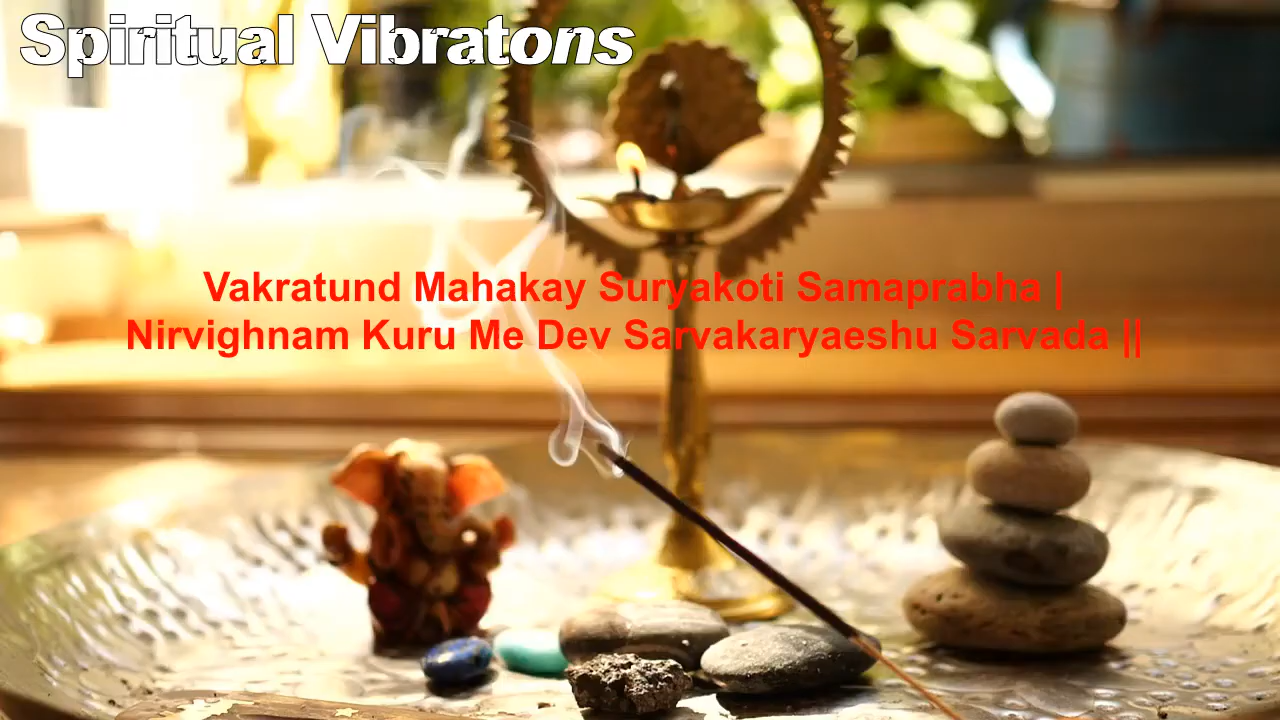 Spiritual Vibratons
Vakratund Mahakay Suryakoti Samaprabha |
Nirvighnam Kuru Me Dev Sarvakaryaeshu Sarvada ||